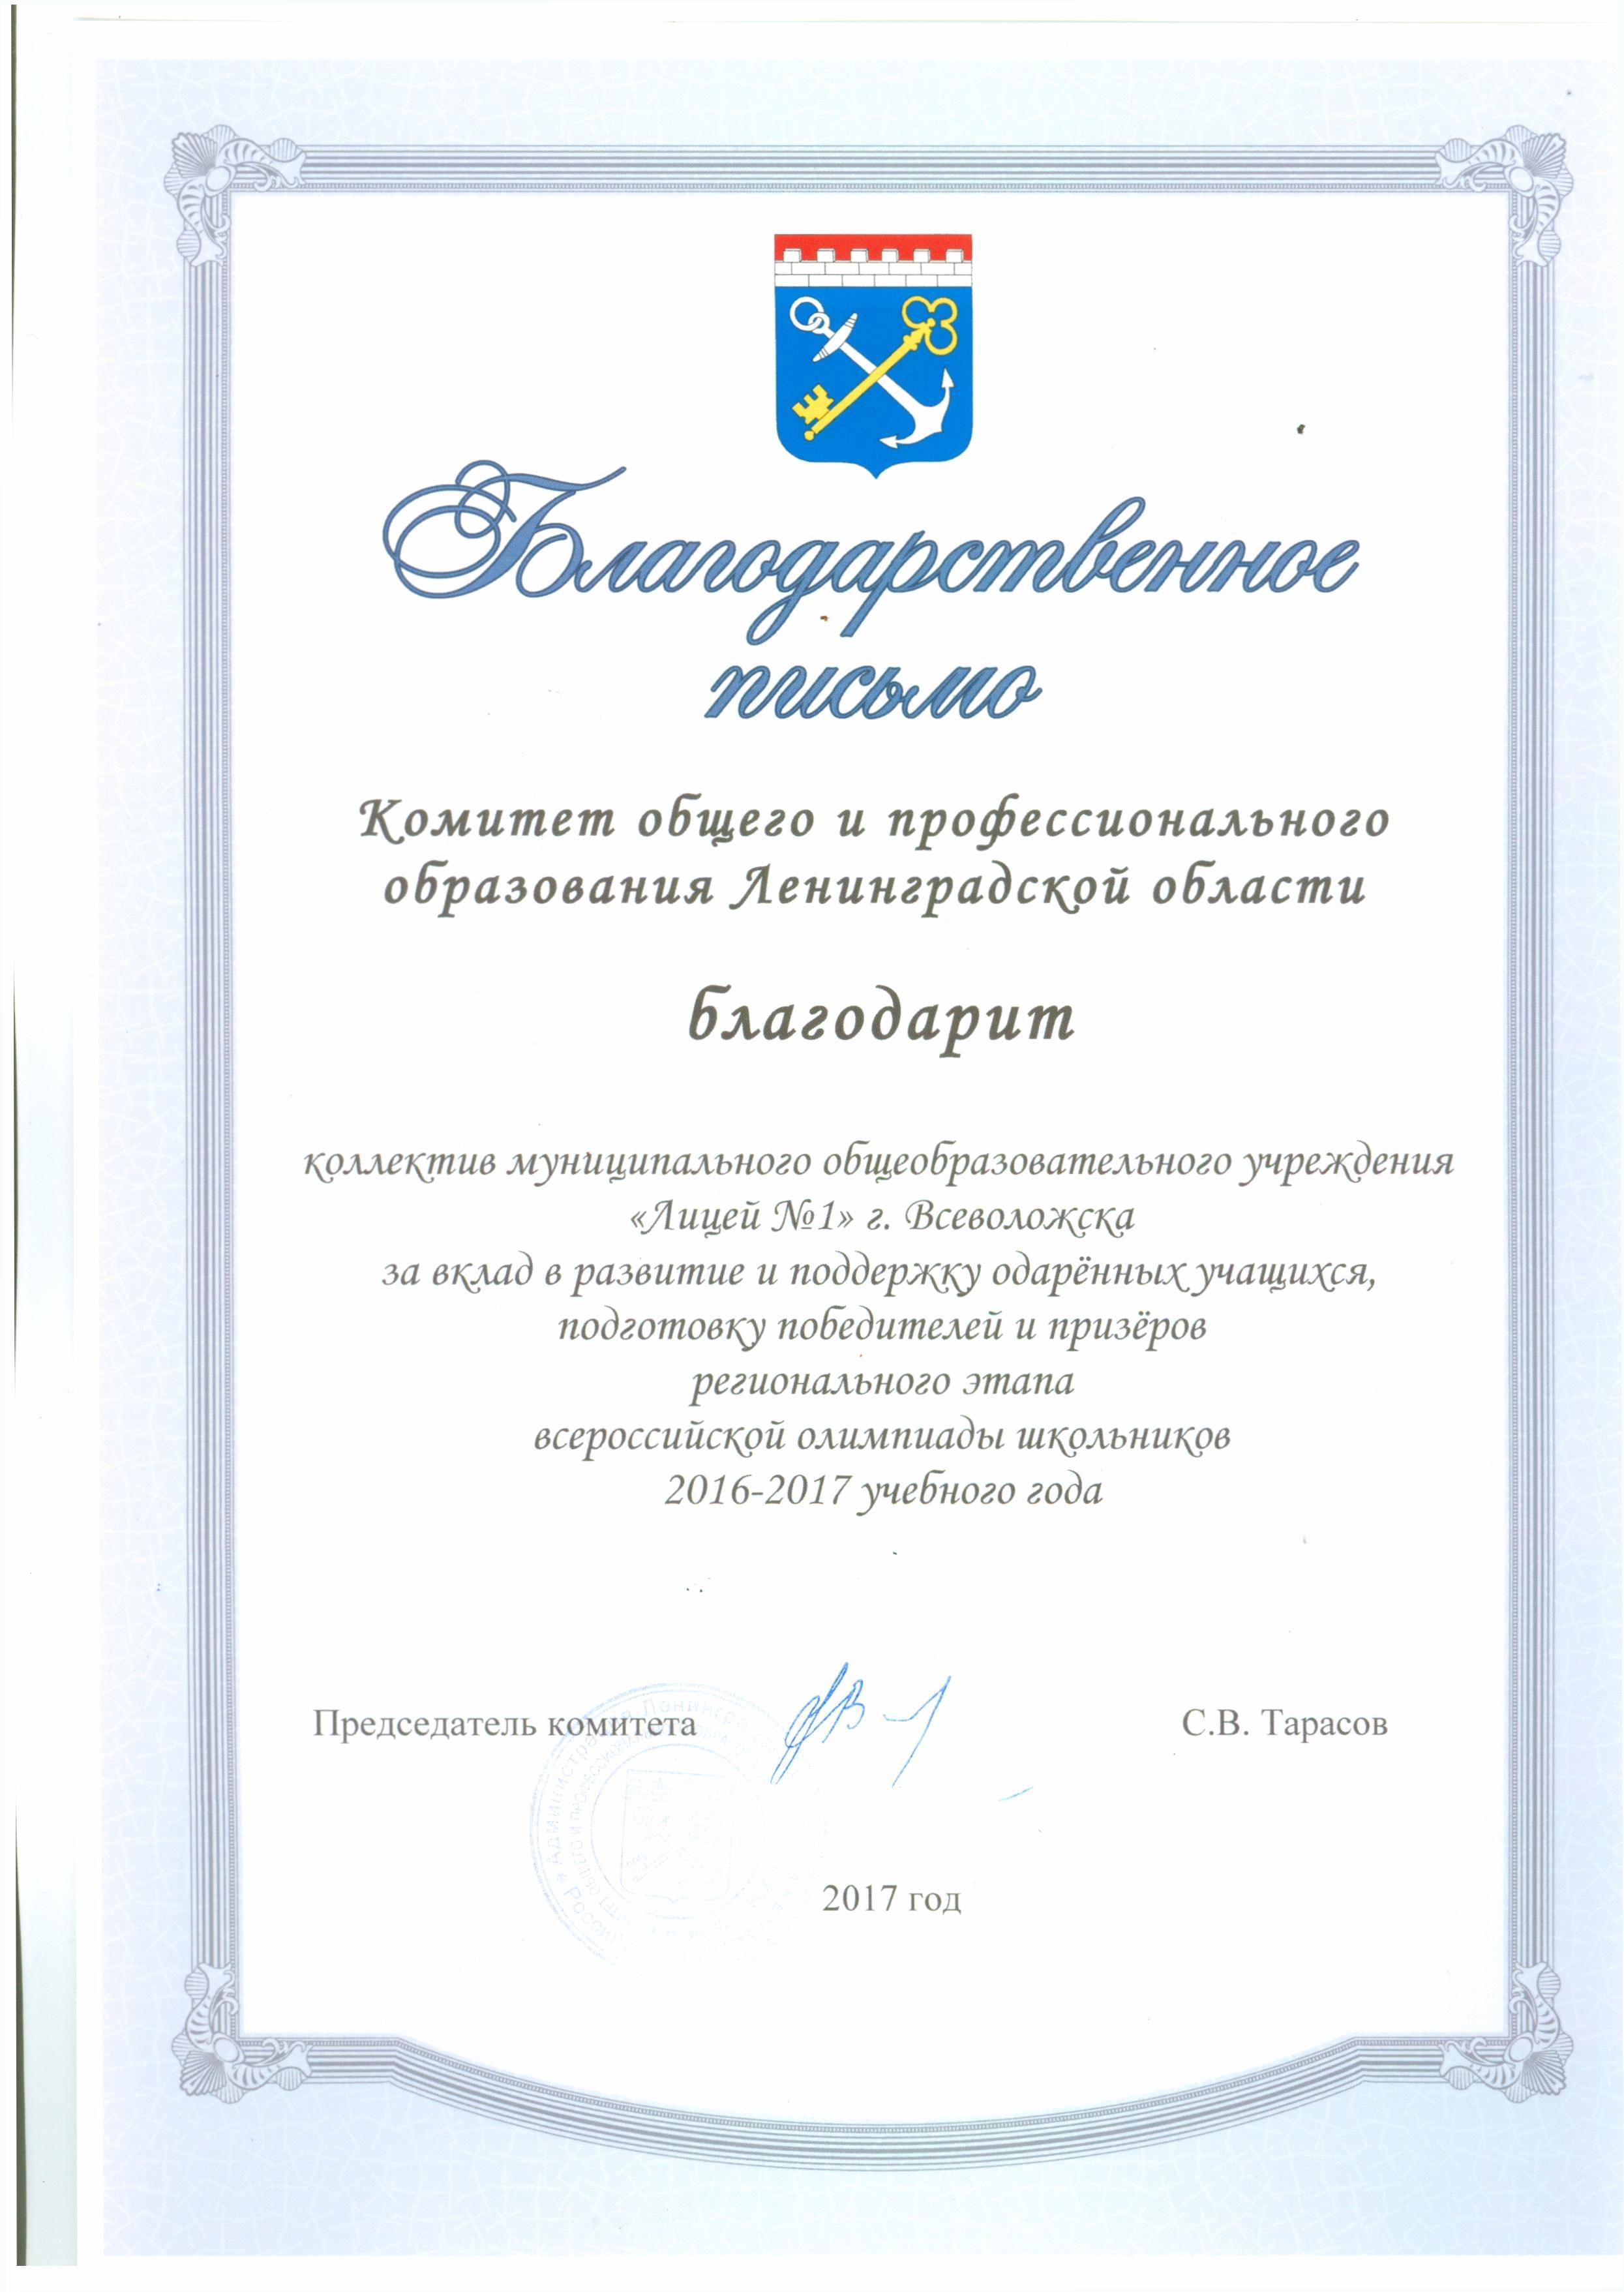 Благодарственное
письмо
Комитет общего и профессионального
образования Ленинградской области
благодарит
коллектив муниципального общеобразовательного учреждения
«Лицей №1» г. Всеволожска
за вклад в развитие и поддержку одарённых учащихся,
подготовку победителей и призёров
регионального этапа
всероссийской олимпиады школьников
2016-2017 учебного года
Председатель комитета С.В. Тарасов
2017 год